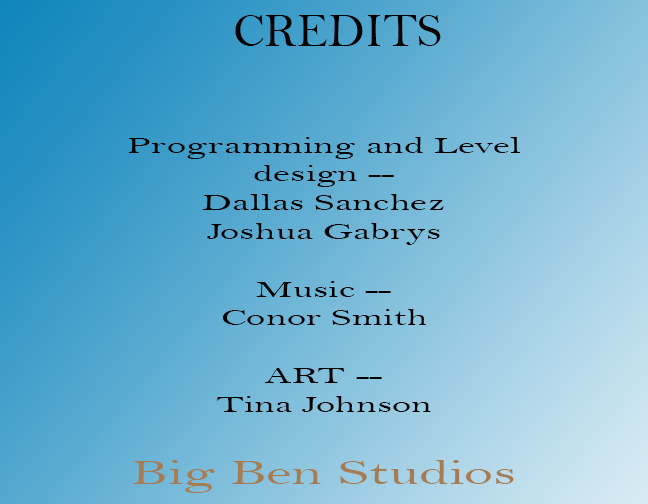 CREDITS
Programming and Level
design --
Dallas Sanchez
Joshua Gabrys
Music --
Conor Smith
ART --
Tina Johnson
Big Ben Studios